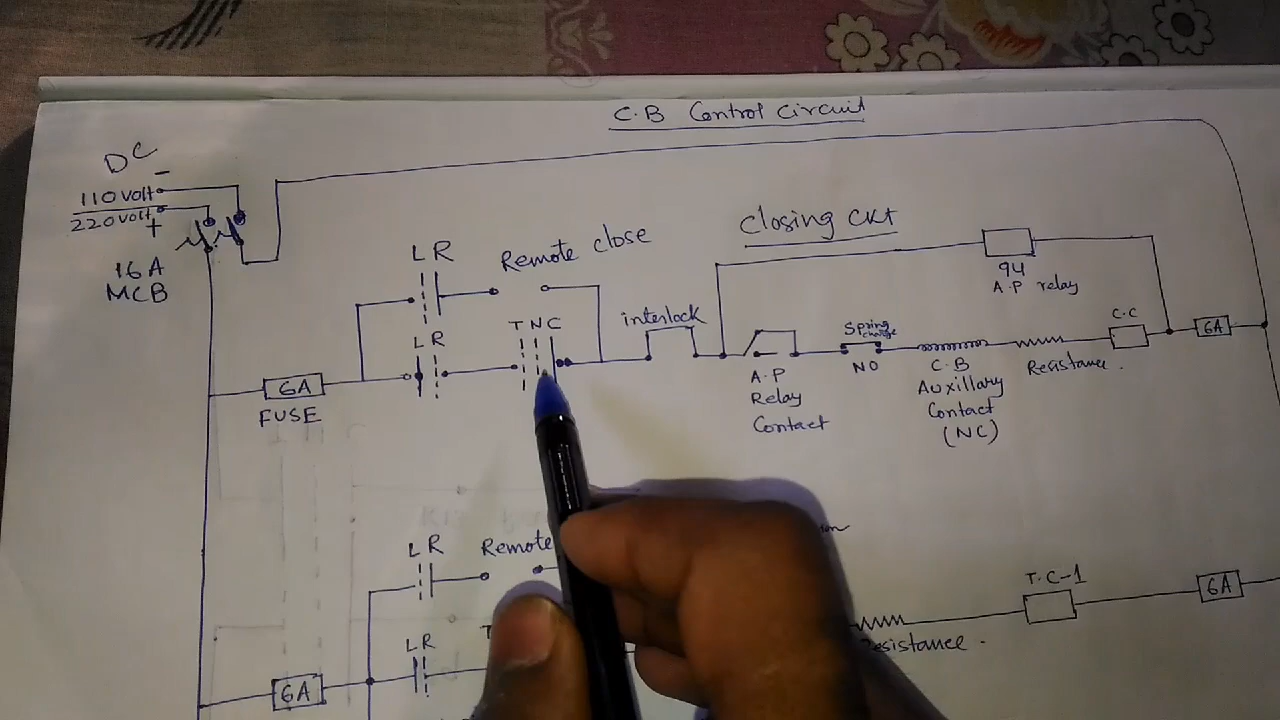 C.B Control Circuit
DC
-
110 volt
220 volt
+
16A
MCB
Closing CKT
L R
Remote close
94
A.P relay
T N C
interlock
L R
Spring
charge
C.C
6A
6A
FUSE
A.P
Relay
Contact
NO
C.B
Auxillary
Contact
(NC)
Resistance.
L R
Remote
T.C-1
6A
L R
Resistance.
6A